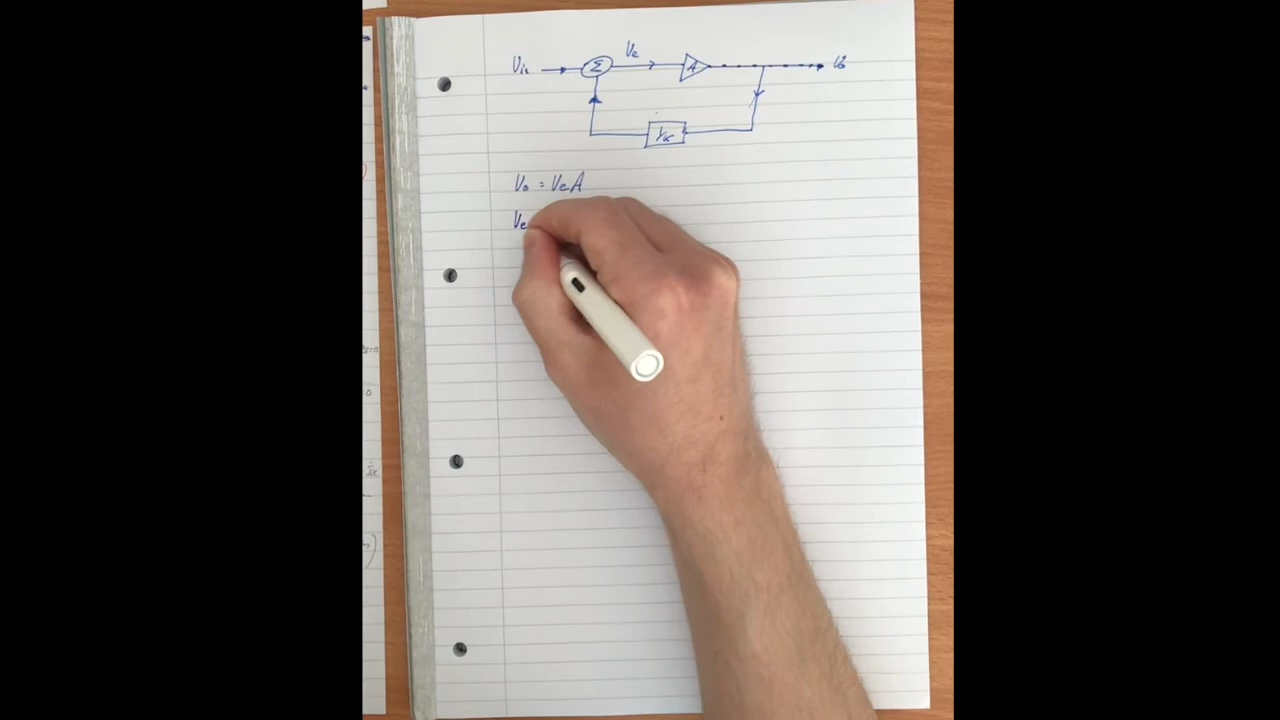 Vin Σ Ve A Vo
1/K
Vo = VeA
Ve